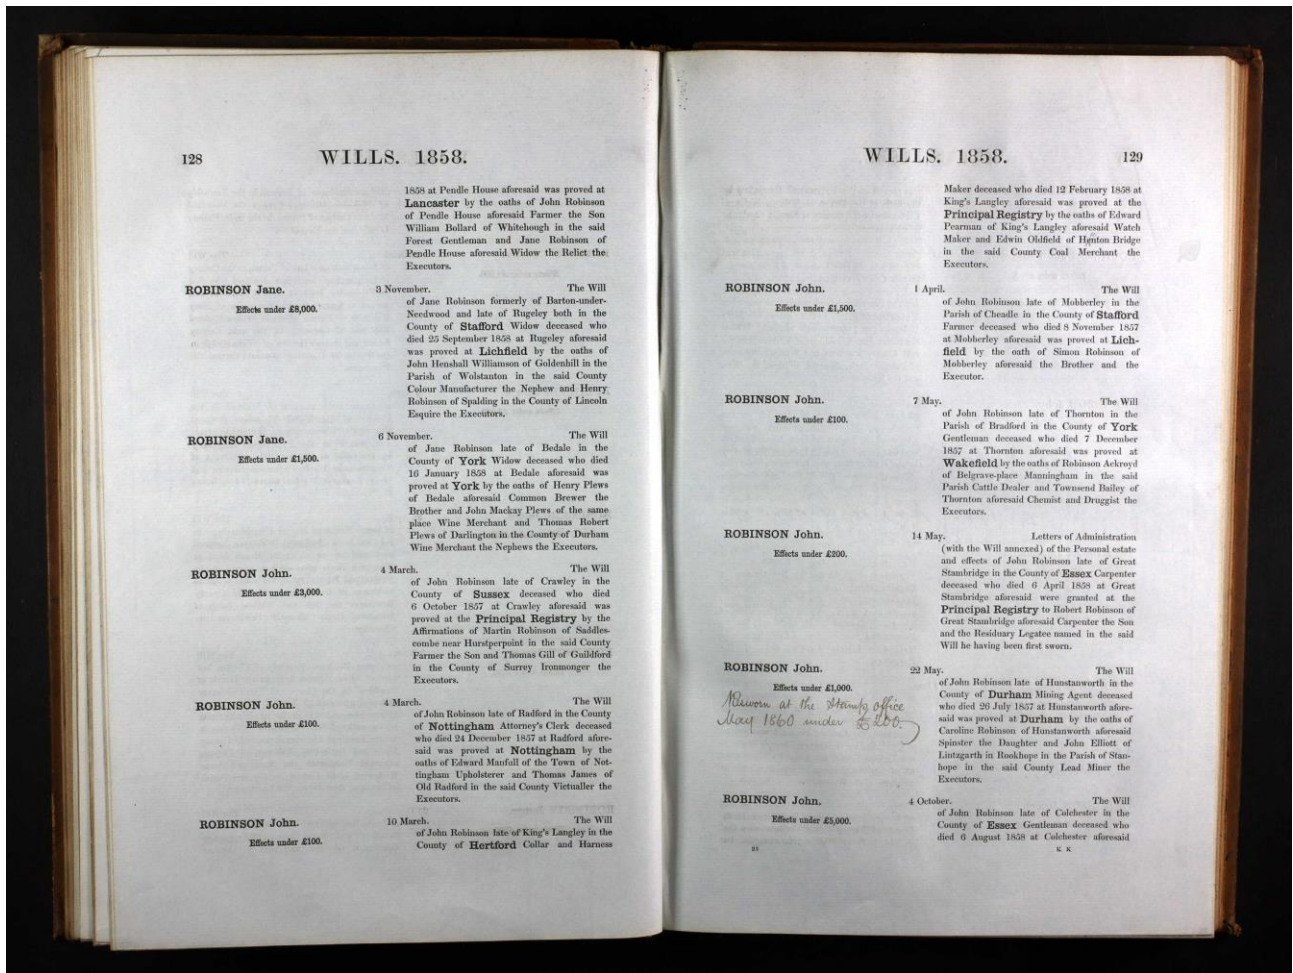 128 WILLS. 1858.
1858 at Pendle House aforesaid was proved at
Lancaster by the oaths of John Robinson
of Pendle House aforesaid Farmer the Son
William Bollard of Whitehough in the said
Forest Gentleman and Jane Robinson of
Pendle House aforesaid Widow the Relict the
Executors.
ROBINSON Jane. 3 November. The Will
Effects under £8,000.
of Jane Robinson formerly of Barton-under-
Needwood and late of Rugeley both in the
County of Stafford Widow deceased who
died 25 September 1858 at Rugeley aforesaid
was proved at Lichfield by the oaths of
John Henshall Williamson of Goldenhill in the
Parish of Wolstanton in the said County
Colour Manufacturer the Nephew and Henry
Robinson of Spalding in the County of Lincoln
Esquire the Executors.
ROBINSON Jane. 6 November. The Will
Effects under £1,500.
of Jane Robinson late of Bedale in the
County of York Widow deceased who died
16 January 1858 at Bedale aforesaid was
proved at York by the oaths of Henry Plews
of Bedale aforesaid Common Brewer the
Brother and John Mackay Plews of the same
place Wine Merchant and Thomas Robert
Plews of Darlington in the County of Durham
Wine Merchant the Nephews the Executors.
ROBINSON John. 4 March. The Will
Effects under £3,000.
of John Robinson late of Crawley in the
County of Sussex deceased who died
6 October 1857 at Crawley aforesaid was
proved at the Principal Registry by the
Affirmations of Martin Robinson of Saddles-
combe near Hurstperpoint in the said County
Farmer the Son and Thomas Gill of Guildford
in the County of Surrey Ironmonger the
Executors.
ROBINSON John. 4 March. The Will
Effects under £100.
of John Robinson late of Radford in the County
of Nottingham Attorney's Clerk deceased
who died 24 December 1857 at Radford afore-
said was proved at Nottingham by the
oaths of Edward Manfull of the Town of Not-
tingham Upholsterer and Thomas James of
Old Radford in the said County Victualler the
Executors.
ROBINSON John. 10 March. The Will
Effects under £100.
of John Robinson late of King's Langley in the
County of Hertford Collar and Harness
WILLS. 1858. 129
Maker deceased who died 12 February 1858 at
King's Langley aforesaid was proved at the
Principal Registry by the oaths of Edward
Pearman of King's Langley aforesaid Watch
Maker and Edwin Oldfield of Hunton Bridge
in the said County Coal Merchant the
Executors.
ROBINSON John. 1 April. The Will
Effects under £1,500.
of John Robinson late of Mobberley in the
Parish of Cheadle in the County of Stafford
Farmer deceased who died 8 November 1857
at Mobberley aforesaid was proved at Lich-
field by the oath of Simon Robinson of
Mobberley aforesaid the Brother and the
Executor.
ROBINSON John. 7 May. The Will
Effects under £100.
of John Robinson late of Thornton in the
Parish of Bradford in the County of York
Gentleman deceased who died 7 December
1857 at Thornton aforesaid was proved at
Wakefield by the oaths of Robinson Ackroyd
of Belgrave-place Manningham in the said
Parish Cattle Dealer and Townsend Bailey of
Thornton aforesaid Chemist and Druggist the
Executors.
ROBINSON John. 14 May. Letters of Administration
Effects under £200.
(with the Will annexed) of the Personal estate
and effects of John Robinson late of Great
Stambridge in the County of Essex Carpenter
deceased who died 6 April 1858 at Great
Stambridge aforesaid were granted at the
Principal Registry to Robert Robinson of
Great Stambridge aforesaid Carpenter the Son
and the Residuary Legatee named in the said
Will he having been first sworn.
ROBINSON John. 22 May. The Will
Effects under £1,000.
Resworn at the Stamp office
May 1860 under £200.
of John Robinson late of Hunstanworth in the
County of Durham Mining Agent deceased
who died 26 July 1857 at Hunstanworth afore-
said was proved at Durham by the oaths of
Caroline Robinson of Hunstanworth aforesaid
Spinster the Daughter and John Elliott of
Lintzgarth in Rookhope in the Parish of Stan-
hope in the said County Lead Miner the
Executors.
ROBINSON John. 4 October. The Will
Effects under £5,000.
of John Robinson late of Colchester in the
County of Essex Gentleman deceased who
died 6 August 1858 at Colchester aforesaid
K K